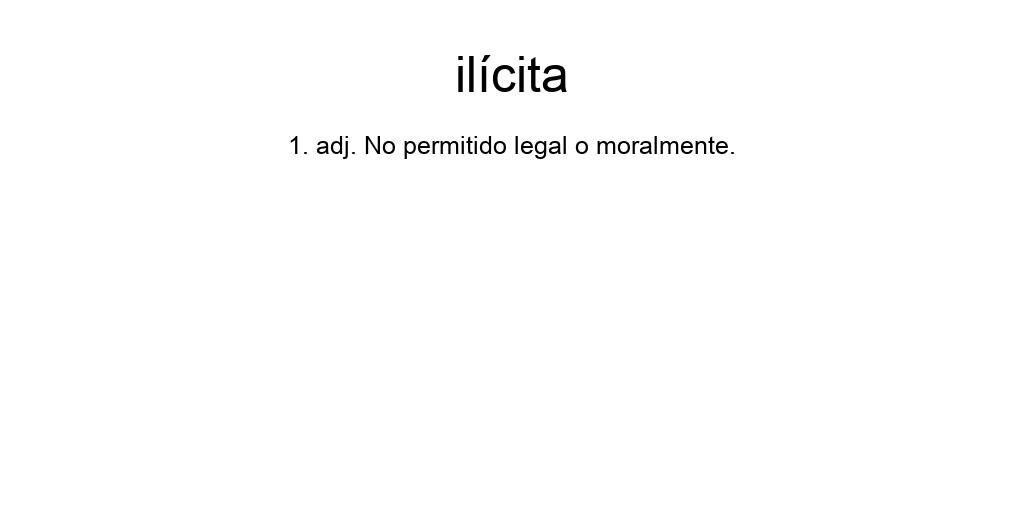 ilícita
1. adj. No permitido legal o moralmente.